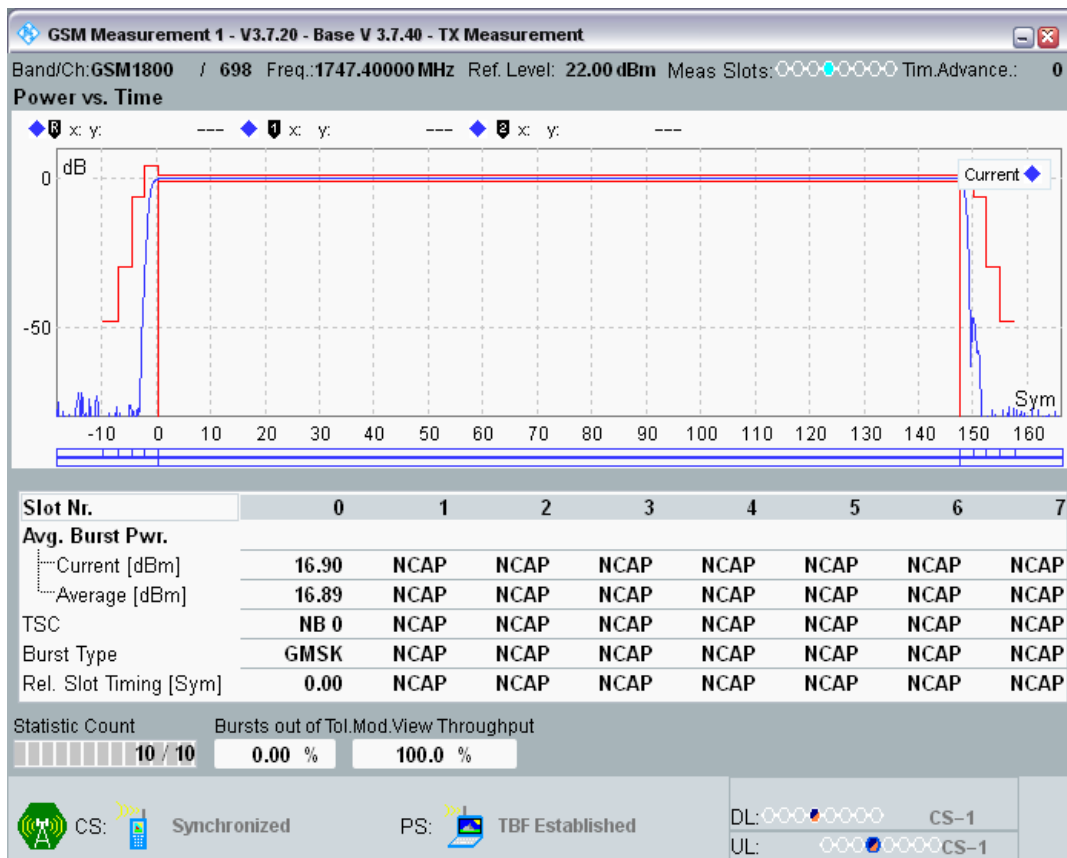 GSM Measurement 1 - V3.7.20 - Base V 3.7.40 - TX Measurement
Band/Ch:GSM1800 / 698 Freq.:1747.40000 MHz Ref. Level: 22.00 dBm Meas Slots: Tim.Advance.: 0
Power vs. Time
R x: y: --- 1 x: y: --- 2 x: y: ---
dB
0
Current
-50
Sym
-10 0 10 20 30 40 50 60 70 80 90 100 110 120 130 140 150 160
Slot Nr. 0 1 2 3 4 5 6 7
Avg. Burst Pwr.
Current [dBm] 16.90 NCAP NCAP NCAP NCAP NCAP NCAP NCAP
Average [dBm] 16.89 NCAP NCAP NCAP NCAP NCAP NCAP NCAP
TSC NB 0 NCAP NCAP NCAP NCAP NCAP NCAP NCAP
Burst Type GMSK NCAP NCAP NCAP NCAP NCAP NCAP NCAP
Rel. Slot Timing [Sym] 0.00 NCAP NCAP NCAP NCAP NCAP NCAP NCAP
Statistic Count Bursts out of Tol.Mod.View Throughput
10 / 10 0.00 % 100.0 %
CS: Synchronized PS: TBF Established
DL: CS-1
UL: CS-1